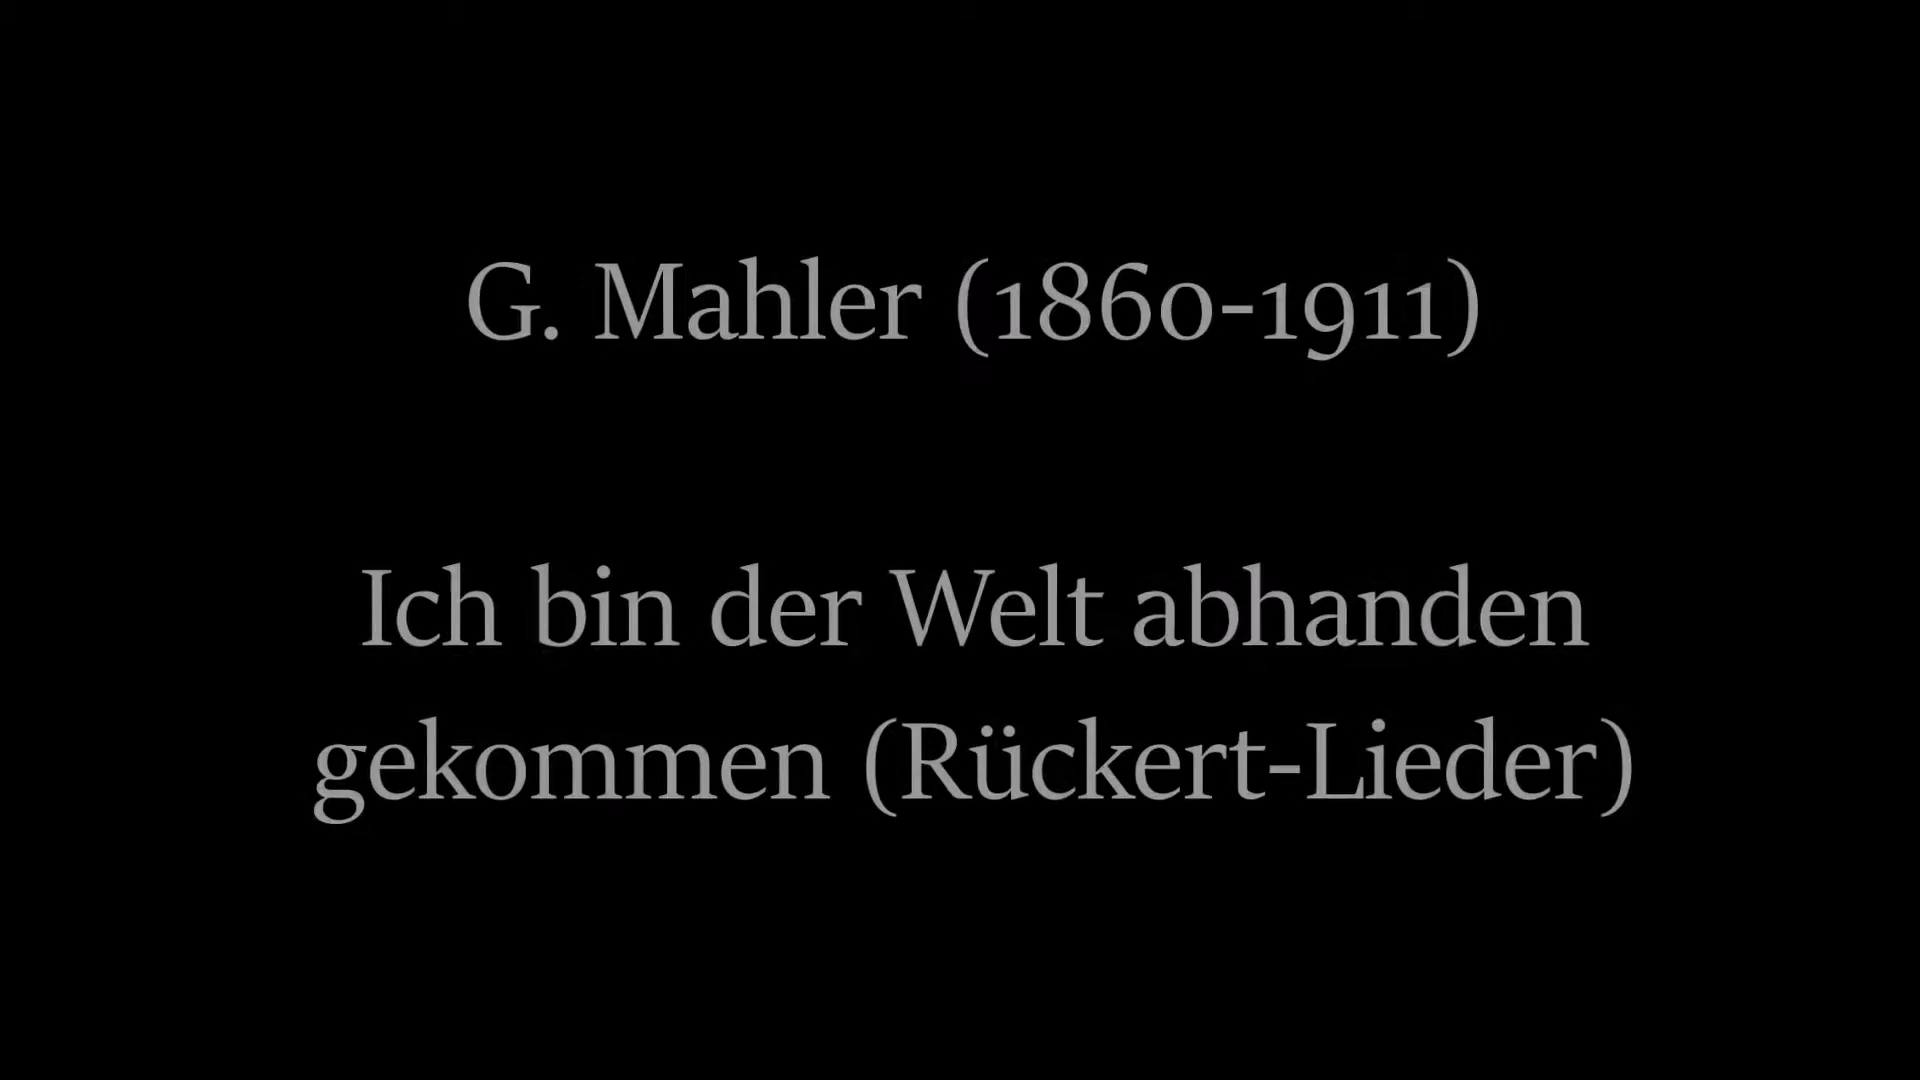 G. Mahler (1860-1911)
Ich bin der Welt abhanden
gekommen (Rückert-Lieder)